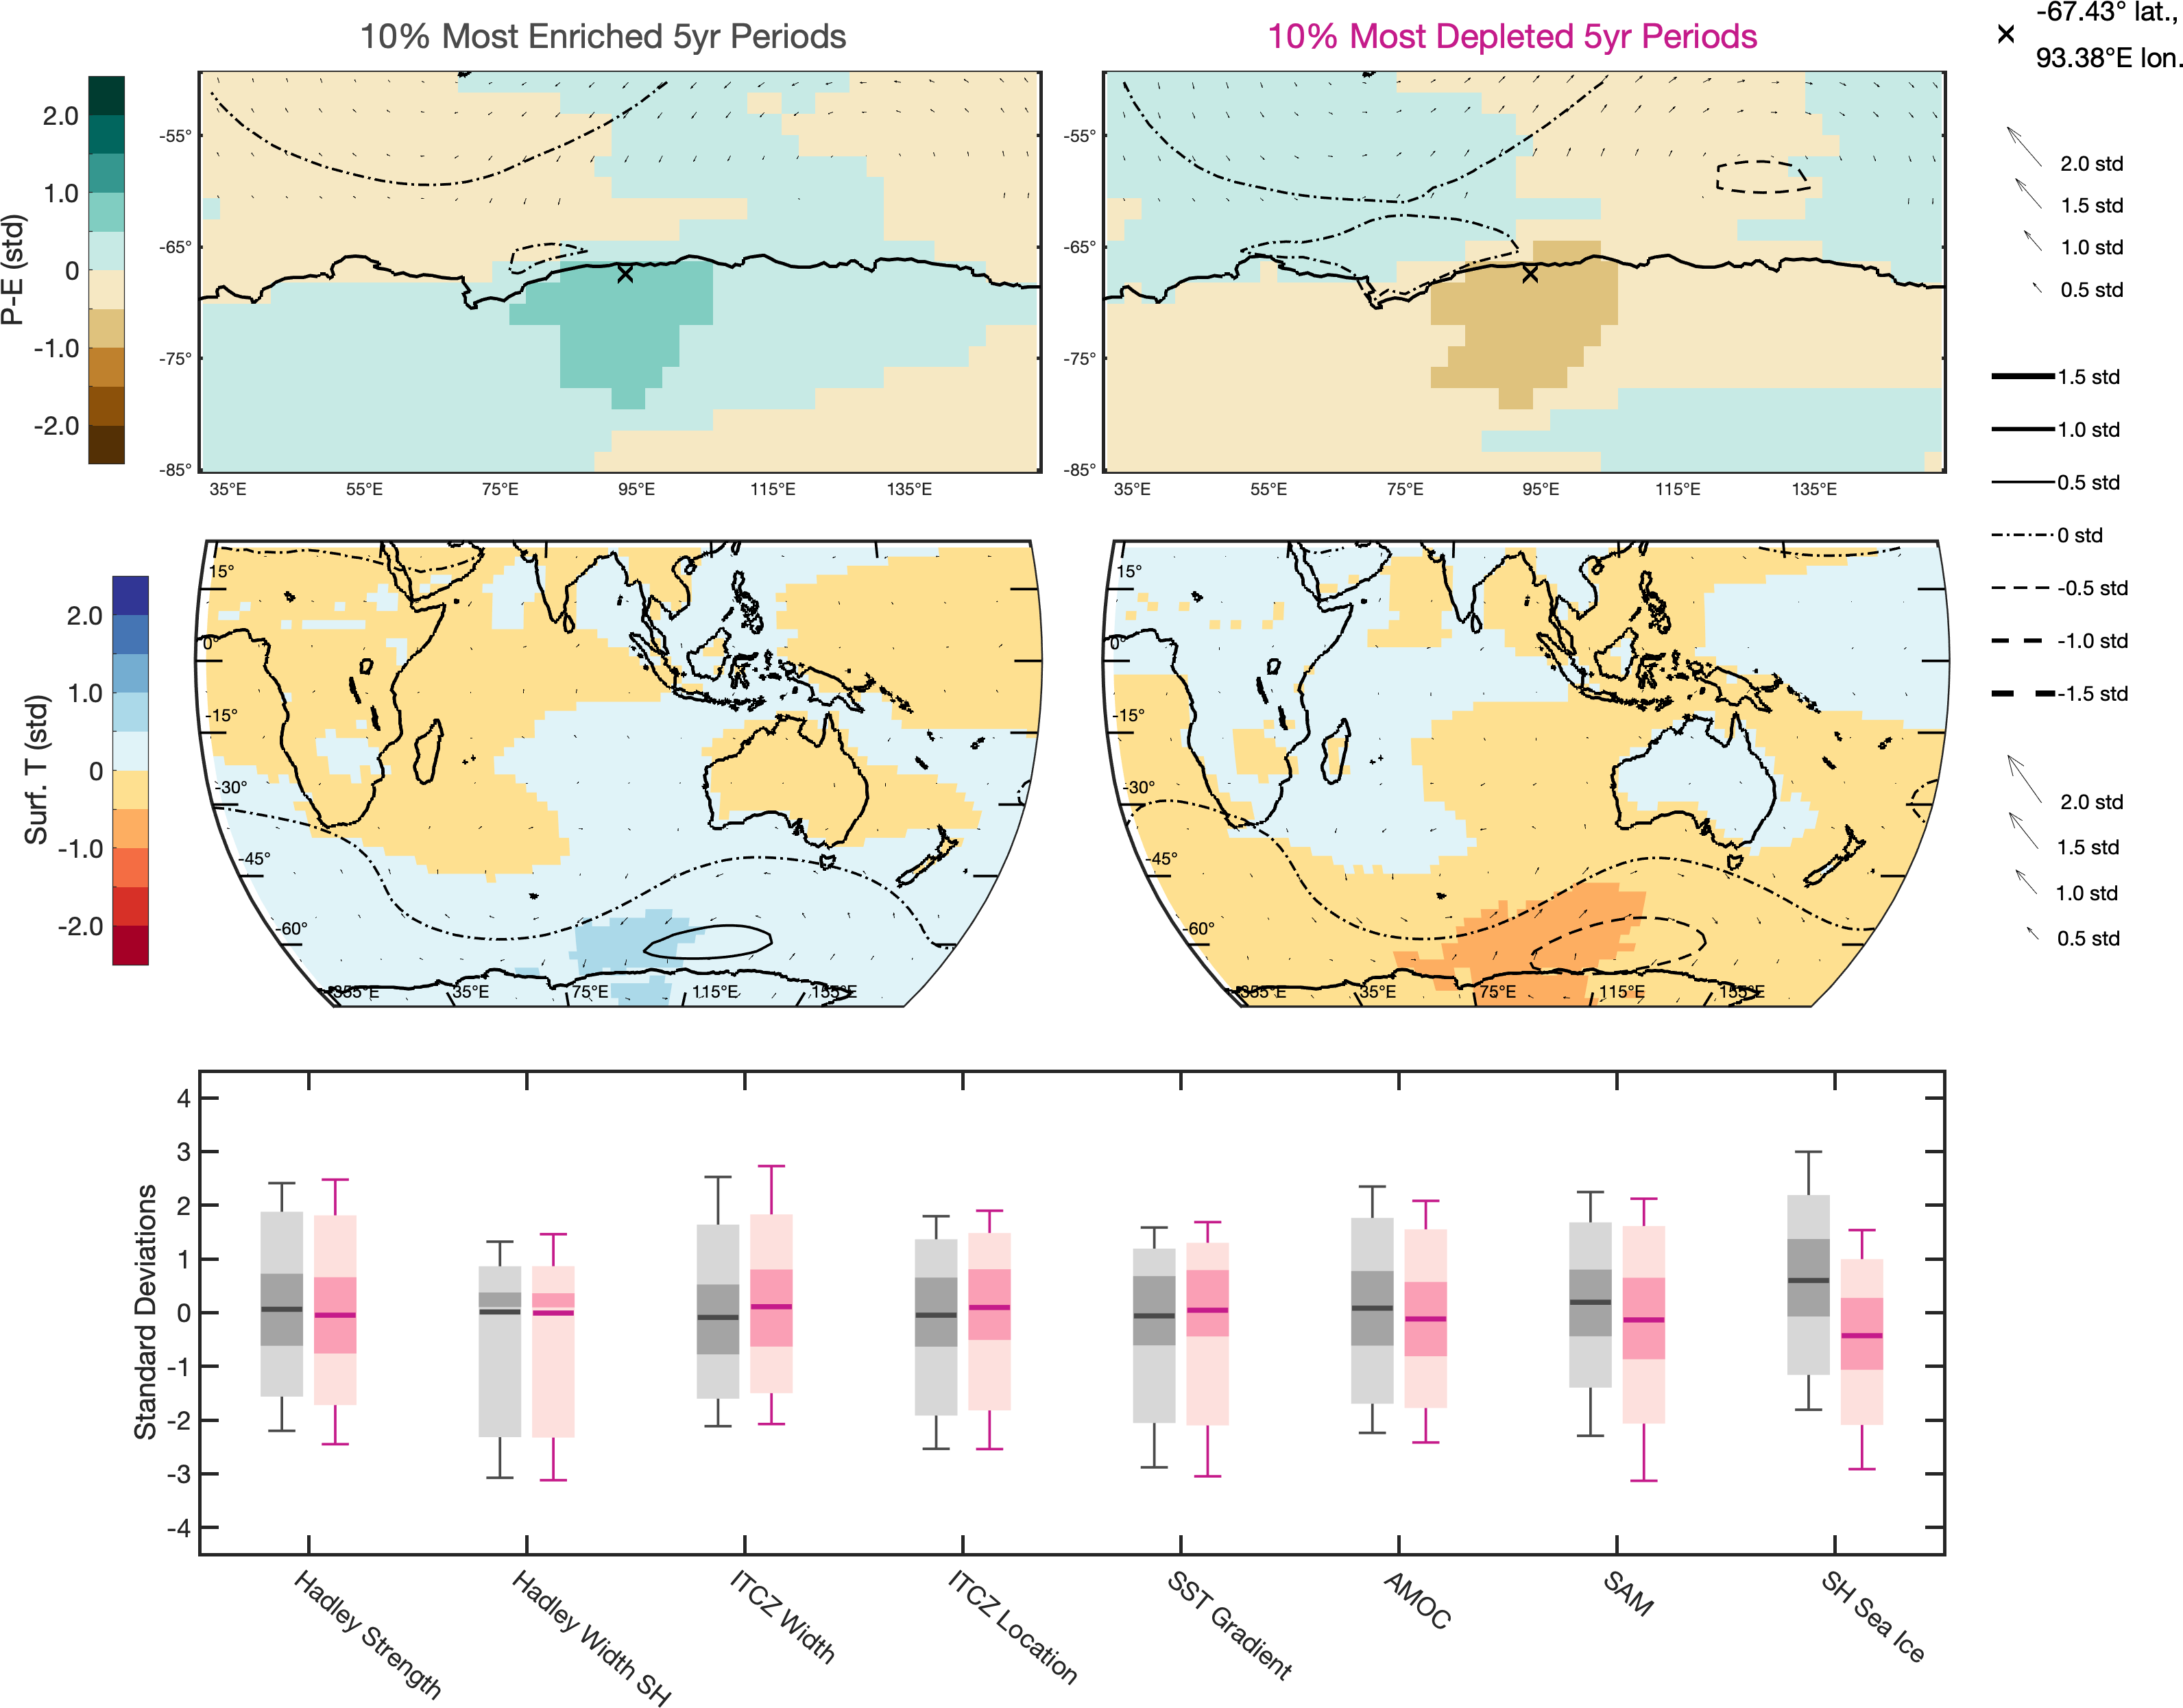 10% Most Enriched 5yr Periods
10% Most Depleted 5yr Periods
-67.43° lat.,
93.38°E lon.
P-E (std)
2.0
1.0
0
-1.0
-2.0
-55°
-65°
-75°
-85°
35°E 55°E 75°E 95°E 115°E 135°E
-55°
-65°
-75°
-85°
35°E 55°E 75°E 95°E 115°E 135°E
2.0 std
1.5 std
1.0 std
0.5 std
1.5 std
1.0 std
0.5 std
0 std
-0.5 std
-1.0 std
-1.5 std
2.0 std
1.5 std
1.0 std
0.5 std
Surf. T (std)
2.0
1.0
0
-1.0
-2.0
15°
0°
-15°
-30°
-45°
-60°
355°E 35°E 75°E 115°E 155°E
15°
0°
-15°
-30°
-45°
-60°
355°E 35°E 75°E 115°E 155°E
Standard Deviations
4
3
2
1
0
-1
-2
-3
-4
Hadley Strength
Hadley Width SH
ITCZ Width
ITCZ Location
SST Gradient
AMOC
SAM
SH Sea Ice